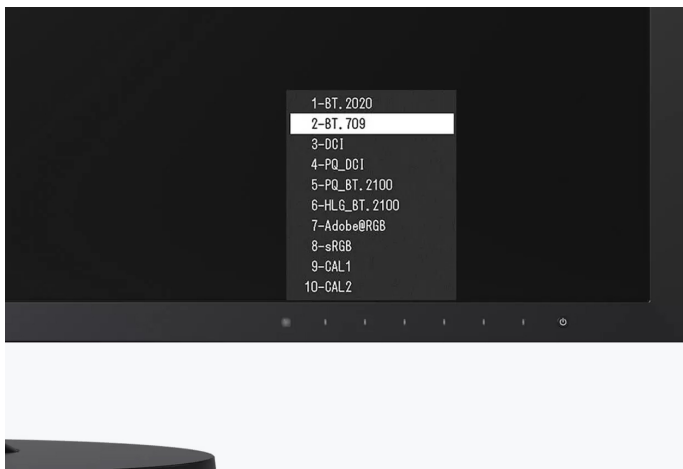 1-BT.2020
2-BT.709
3-DCI
4-PQ_DCI
5-PQ_BT.2100
6-HLG_BT.2100
7-Adobe®RGB
8-sRGB
9-CAL1
10-CAL2